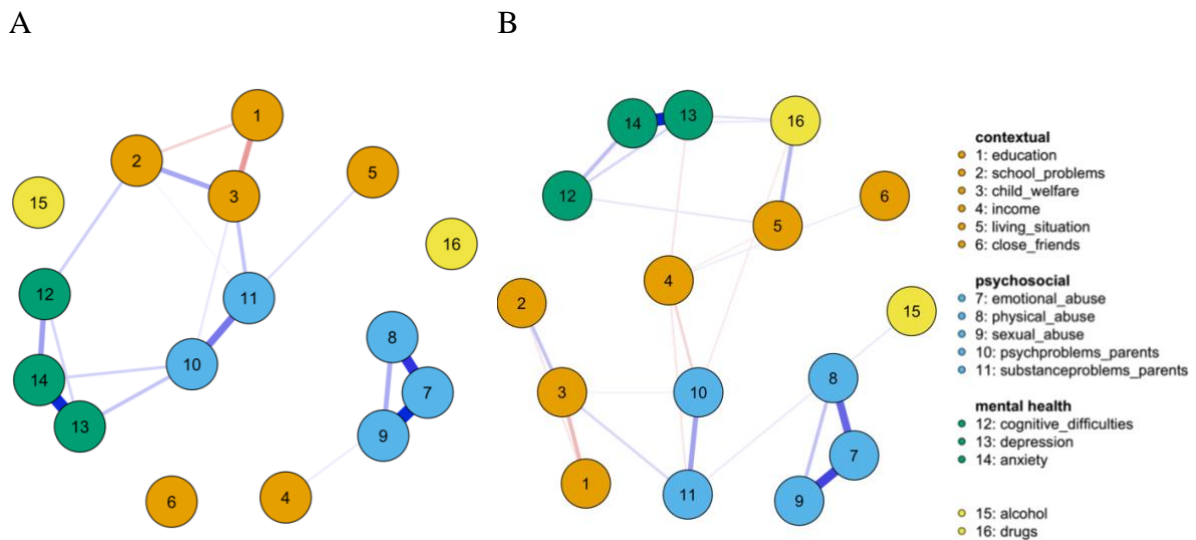 A
B
1
2
3
5
15
16
12
11
8
10
14
7
13
9
6
4
14
13
16
12
6
5
4
2
15
3
10
8
7
1
11
9
contextual
1: education
2: school_problems
3: child_welfare
4: income
5: living_situation
6: close_friends
psychosocial
7: emotional_abuse
8: physical_abuse
9: sexual_abuse
10: psychproblems_parents
11: substanceproblems_parents
mental health
12: cognitive_difficulties
13: depression
14: anxiety
15: alcohol
16: drugs